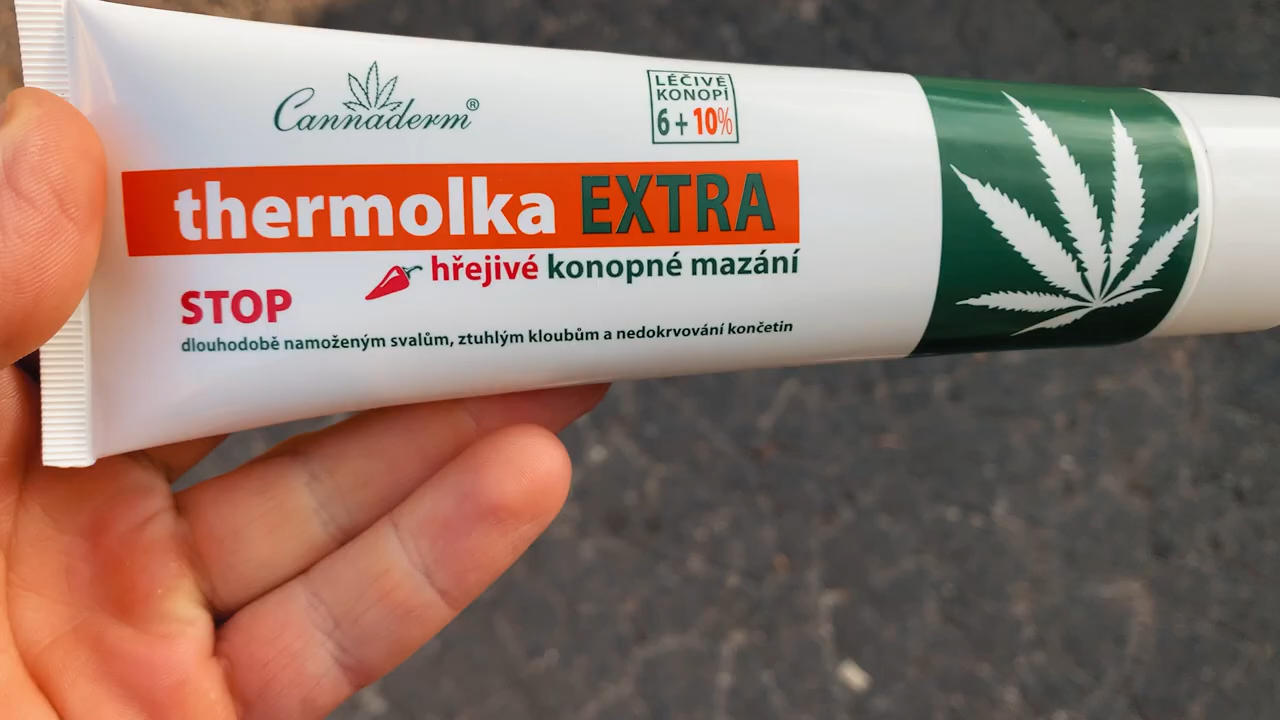 Cannaderm®
LÉČIVÉ
KONOPÍ
6 + 10%
thermolka EXTRA
hřejivé konopné mazání
STOP
dlouhodobě namoženým svalům, ztuhlým kloubům a nedokrvování končetin